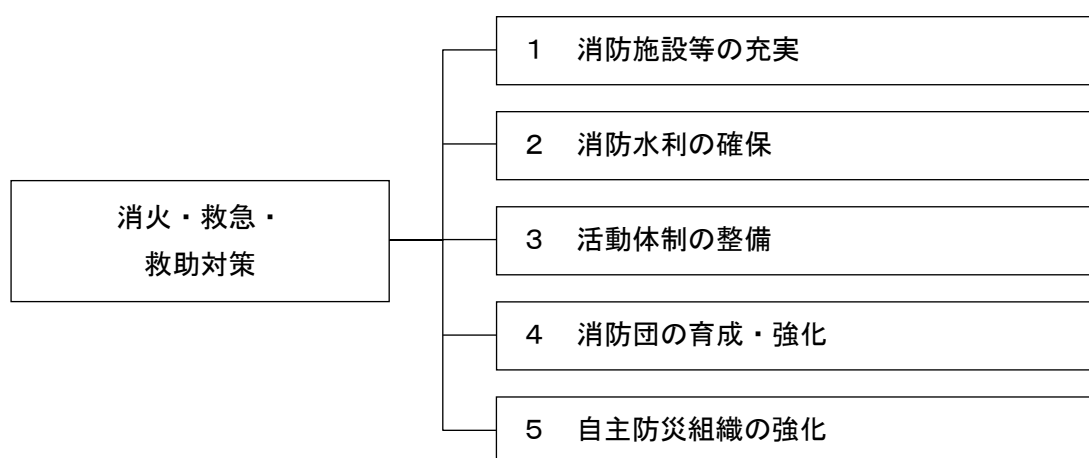 消火・救急・
救助対策
１　消防施設等の充実
２　消防水利の確保
３　活動体制の整備
４　消防団の育成・強化
５　自主防災組織の強化